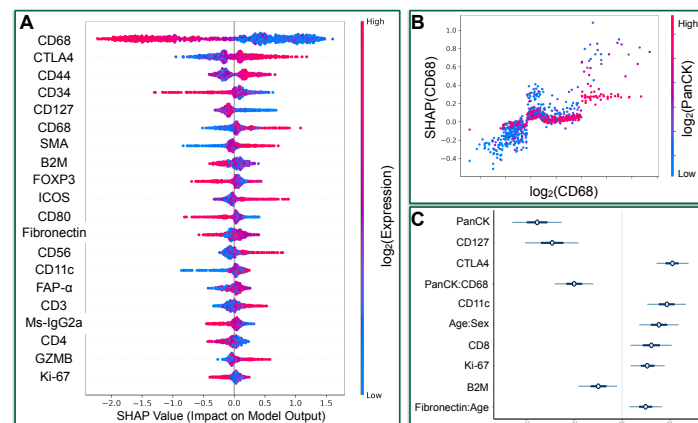 A
CD68
CTLA4
CD44
CD34
CD127
CD68
SMA
B2M
FOXP3
ICOS
CD80
Fibronectin
CD56
CD11c
FAP-α
CD3
Ms-IgG2a
CD4
GZMB
Ki-67
-2.0
-1.5
-1.0
-0.5
0.0
0.5
1.0
1.5
SHAP Value (Impact on Model Output)
High
log₂(Expression)
Low
B
1.0
0.8
0.6
0.4
0.2
0.0
-0.2
-0.4
SHAP(CD68)
log₂(CD68)
High
log₂(PanCK)
Low
C
PanCK
CD127
CTLA4
PanCK:CD68
CD11c
Age:Sex
CD8
Ki-67
B2M
Fibronectin:Age